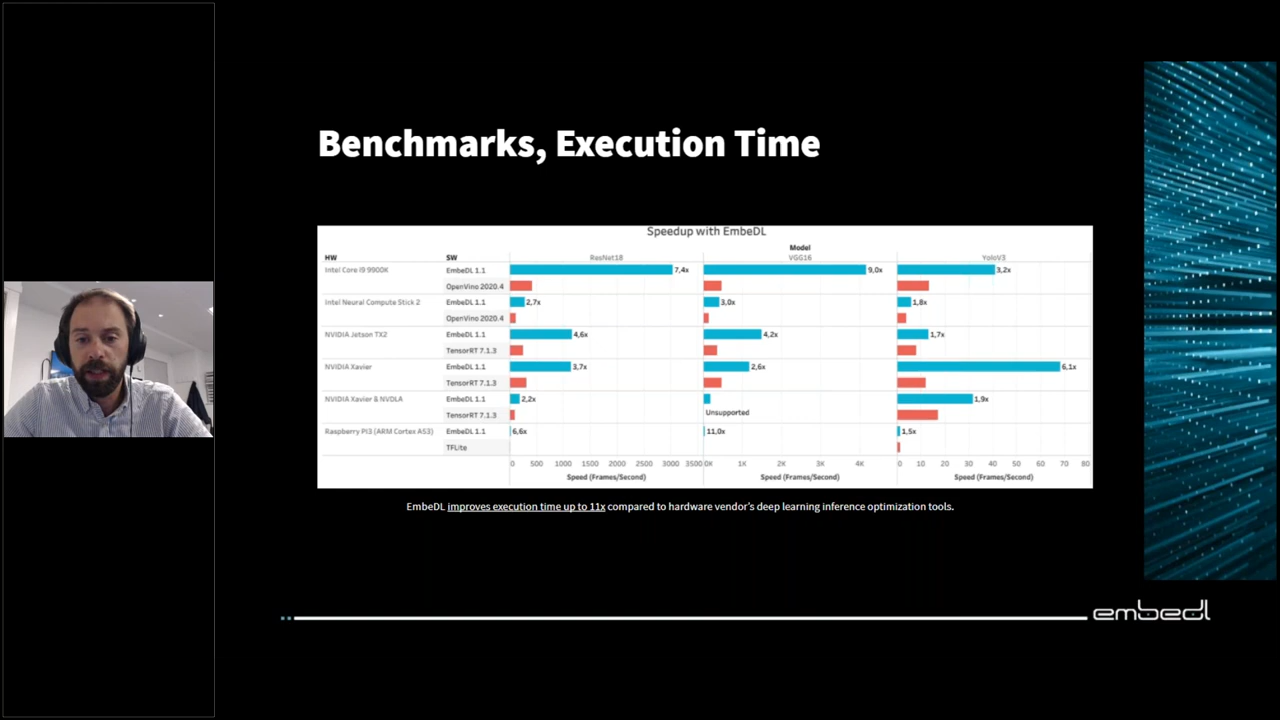 Benchmarks, Execution Time
Speedup with EmbeDL
Model
HW SW ResNet18 VGG16 YoloV3
Intel Core i9 9900K EmbeDL 1.1 7,4x 9,0x 3,2x
OpenVino 2020.4
Intel Neural Compute Stick 2 EmbeDL 1.1 2,7x 3,0x 1,8x
OpenVino 2020.4
NVIDIA Jetson TX2 EmbeDL 1.1 4,6x 4,2x 1,7x
TensorRT 7.1.3
NVIDIA Xavier EmbeDL 1.1 3,7x 2,6x 6,1x
TensorRT 7.1.3
NVIDIA Xavier & NVDLA EmbeDL 1.1 2,2x 1,9x
TensorRT 7.1.3 Unsupported
Raspberry PI3 (ARM Cortex A53) EmbeDL 1.1 6,6x 11,0x 1,5x
TFLite
0 500 1000 1500 2000 2500 3000 3500 0K 1K 2K 3K 4K 0 10 20 30 40 50 60 70 80
Speed (Frames/Second) Speed (Frames/Second) Speed (Frames/Second)
EmbeDL improves execution time up to 11x compared to hardware vendor's deep learning inference optimization tools.
embedl